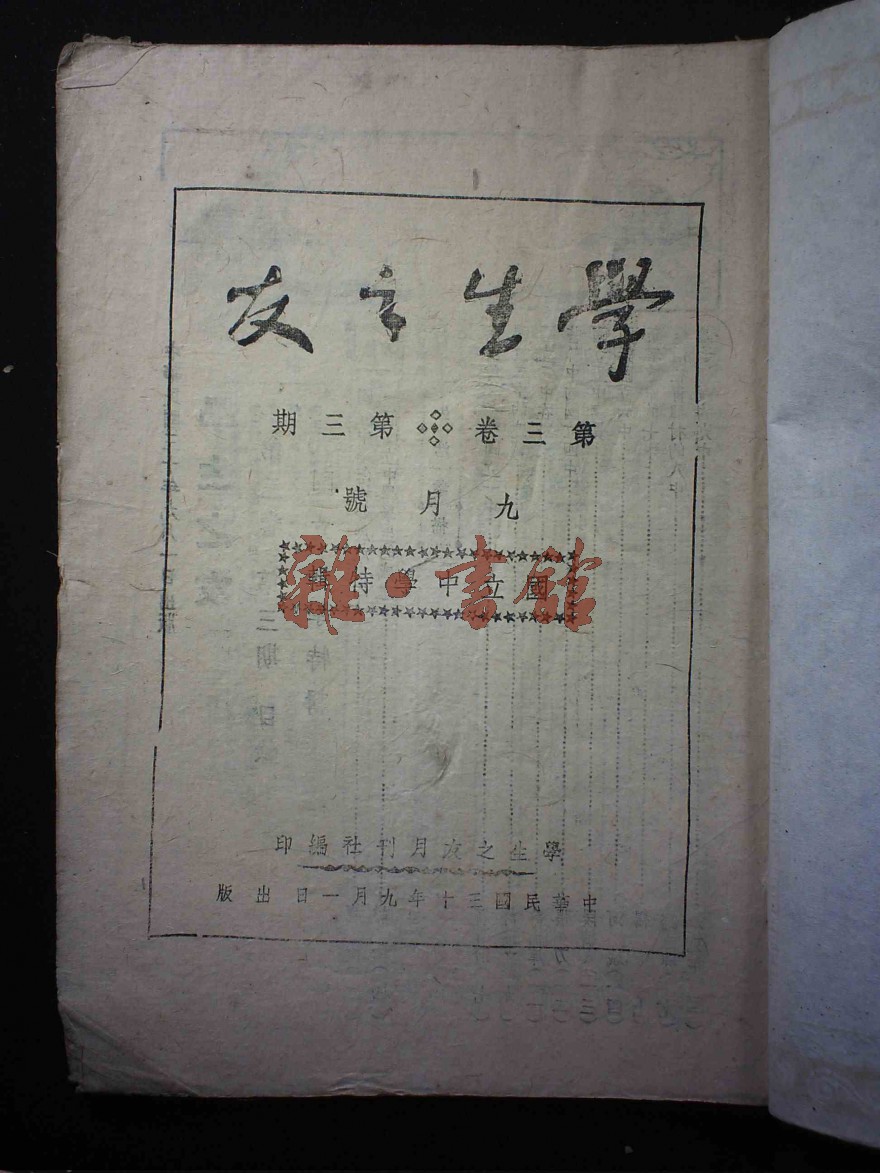 學生之友
第三卷 第三期
九月號
國立中學特輯
雜·書館
學生之友月刊社編印
中華民國三十年九月一日出版